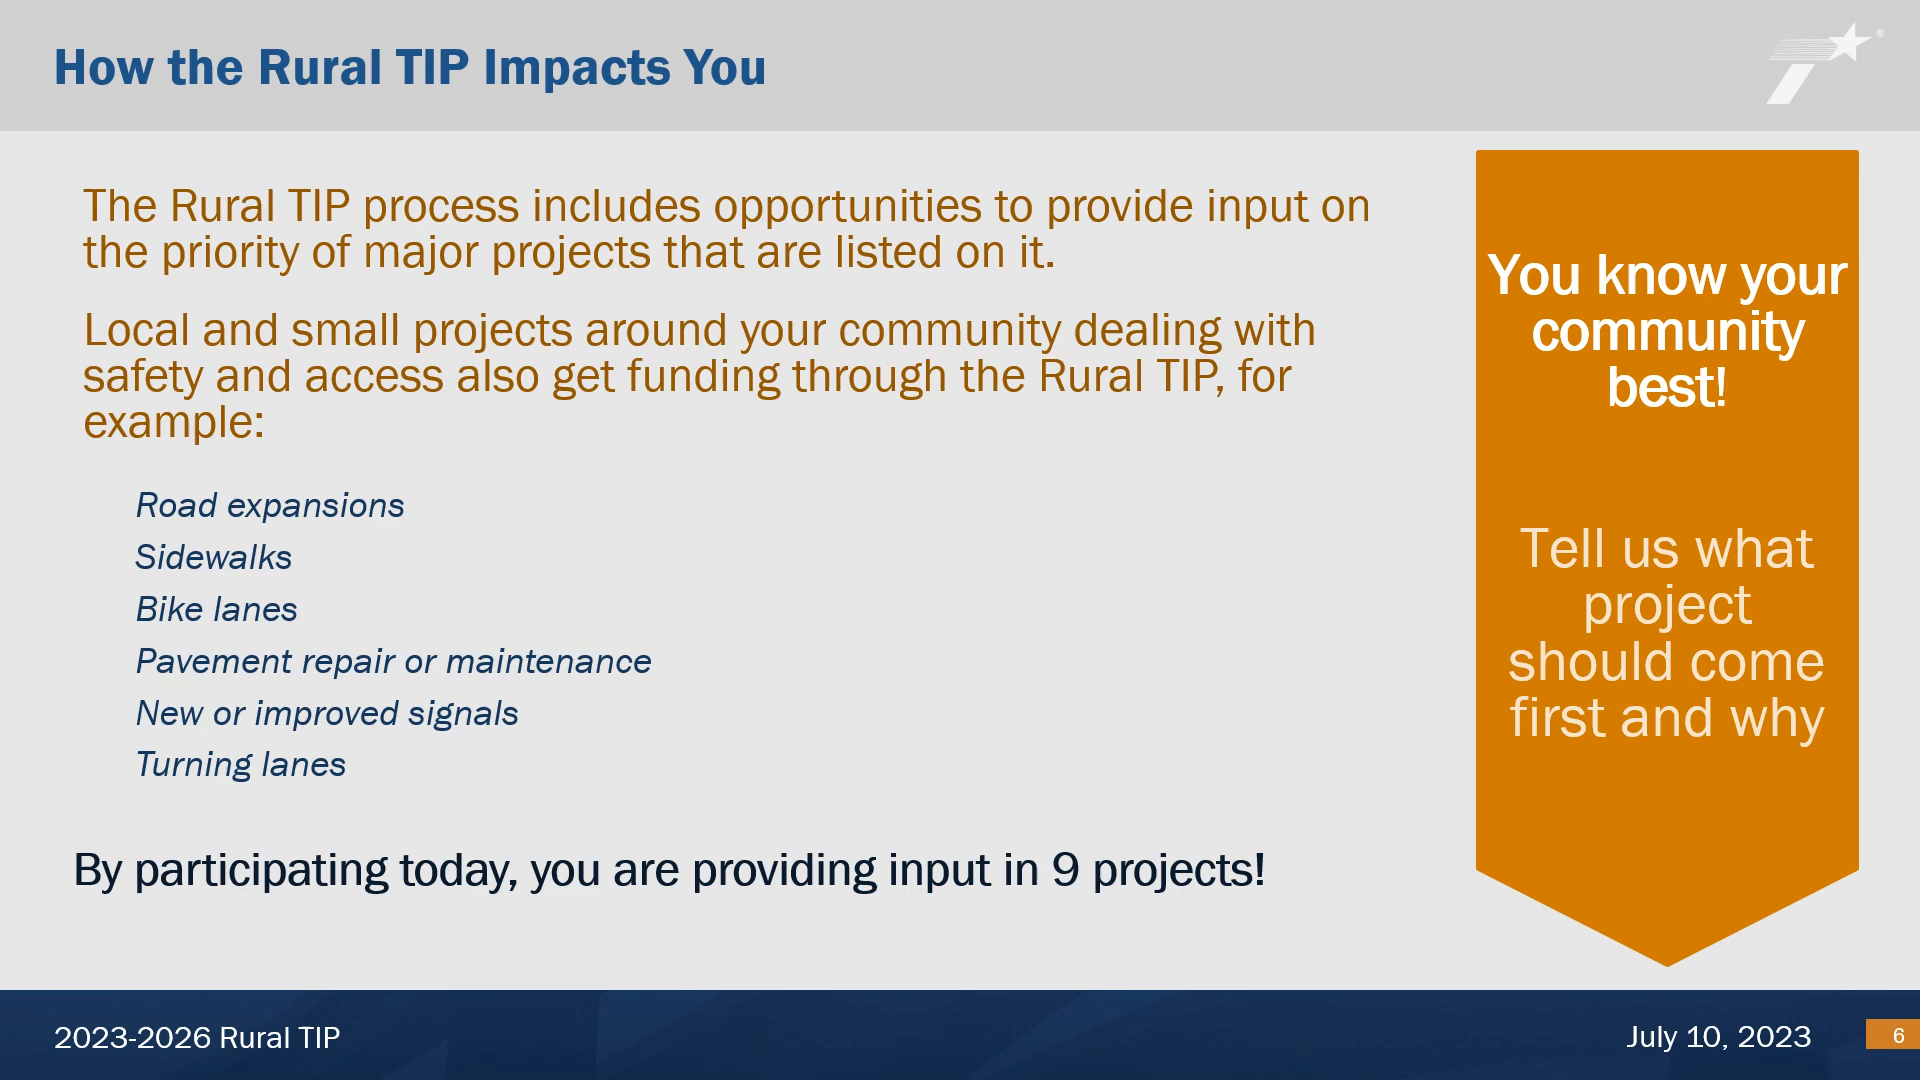 How the Rural TIP Impacts You
®
The Rural TIP process includes opportunities to provide input on
the priority of major projects that are listed on it.
Local and small projects around your community dealing with
safety and access also get funding through the Rural TIP, for
example:
Road expansions
Sidewalks
Bike lanes
Pavement repair or maintenance
New or improved signals
Turning lanes
By participating today, you are providing input in 9 projects!
You know your
community
best!
Tell us what
project
should come
first and why
2023-2026 Rural TIP
July 10, 2023
6